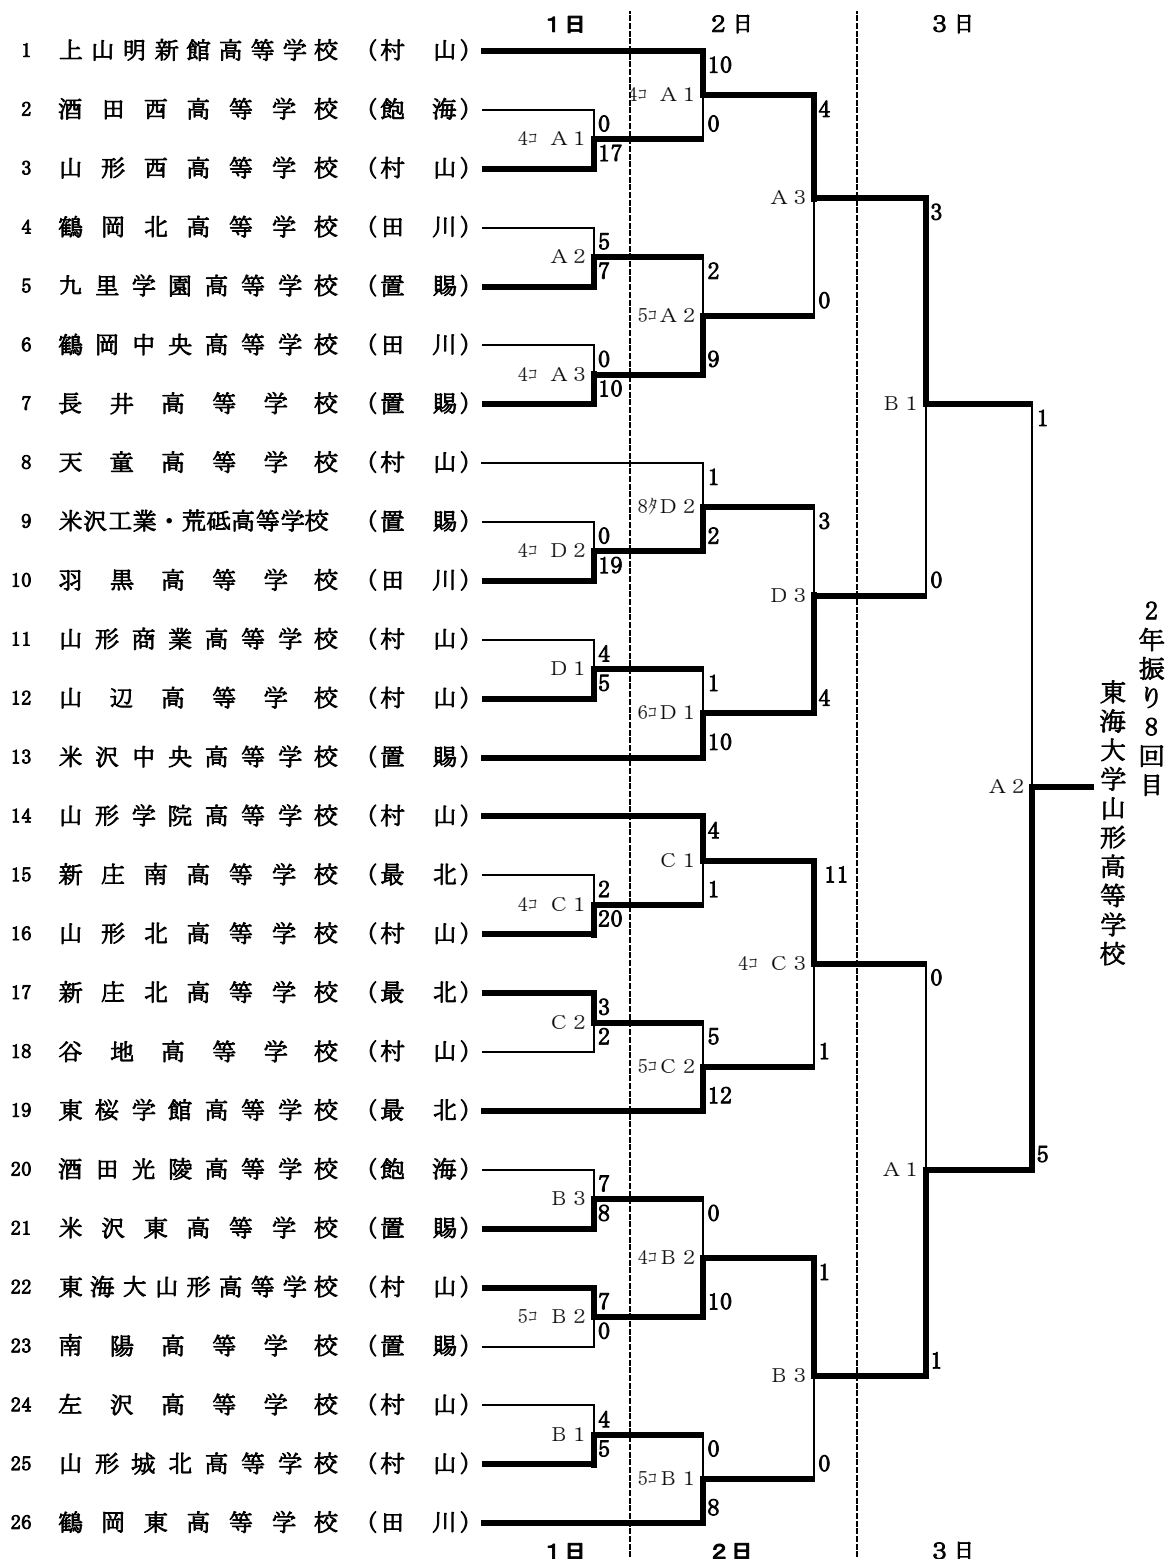 1日 2日 3日
1 上山明新館高等学校 （村 山）
10
4ｺ A1
4
2 酒田西高等学校 （飽 海）
0
4ｺ A1
0
17
3 山形西高等学校 （村 山）
A3
3
4 鶴岡北高等学校 （田 川）
5
A2
7
2
5 九里学園高等学校 （置 賜）
0
5ｺA2
6 鶴岡中央高等学校 （田 川）
0
9
4ｺ A3
10
7 長井高等学校 （置 賜）
B1
1
8 天童高等学校 （村 山）
1
8ﾀD2
3
9 米沢工業・荒砥高等学校 （置 賜）
0
2
4ｺ D2
19
10 羽黒高等学校 （田 川）
0
D3
11 山形商業高等学校 （村 山）
4
D1
5
1
12 山辺高等学校 （村 山）
4
6ｺD1
10
13 米沢中央高等学校 （置 賜）
2年振り8回目
東海大学山形高等学校
A2
14 山形学院高等学校 （村 山）
4
C1
11
15 新庄南高等学校 （最 北）
2
1
4ｺ C1
20
16 山形北高等学校 （村 山）
4ｺ C3
0
17 新庄北高等学校 （最 北）
3
C2
2
5
18 谷地高等学校 （村 山）
1
5ｺC2
12
19 東桜学館高等学校 （最 北）
5
20 酒田光陵高等学校 （飽 海）
A1
7
B3
8
0
21 米沢東高等学校 （置 賜）
4ｺB2
1
22 東海大山形高等学校 （村 山）
7
10
5ｺ B2
0
23 南陽高等学校 （置 賜）
1
B3
24 左沢高等学校 （村 山）
4
B1
5
0
25 山形城北高等学校 （村 山）
0
5ｺB1
8
26 鶴岡東高等学校 （田 川）
1日 2日 3日